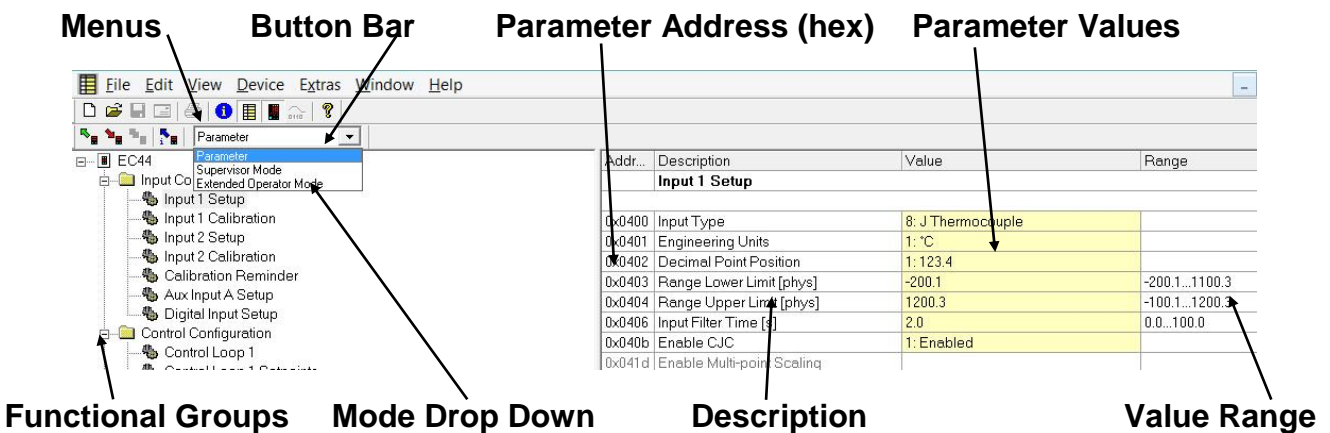 Menus Button Bar Parameter Address (hex) Parameter Values
File Edit View Device Extras Window Help
Parameter
Parameter
Supervisor Mode
Extended Operator Mode
EC44
Input Co
Input 1 Setup
Input 1 Calibration
Input 2 Setup
Input 2 Calibration
Calibration Reminder
Aux Input A Setup
Digital Input Setup
Control Configuration
Control Loop 1
Control Loop 1 Setpoints
Addr... Description Value Range
Input 1 Setup
0x0400 Input Type 8: J Thermocouple
0x0401 Engineering Units 1: °C
0x0402 Decimal Point Position 1: 123.4
0x0403 Range Lower Limit [phys] -200.1 -200.1...1100.3
0x0404 Range Upper Limit [phys] 1200.3 -100.1...1200.3
0x0406 Input Filter Time [s] 2.0 0.0...100.0
0x040b Enable CJC 1: Enabled
0x041d Enable Multi-point Scaling
Functional Groups Mode Drop Down Description Value Range